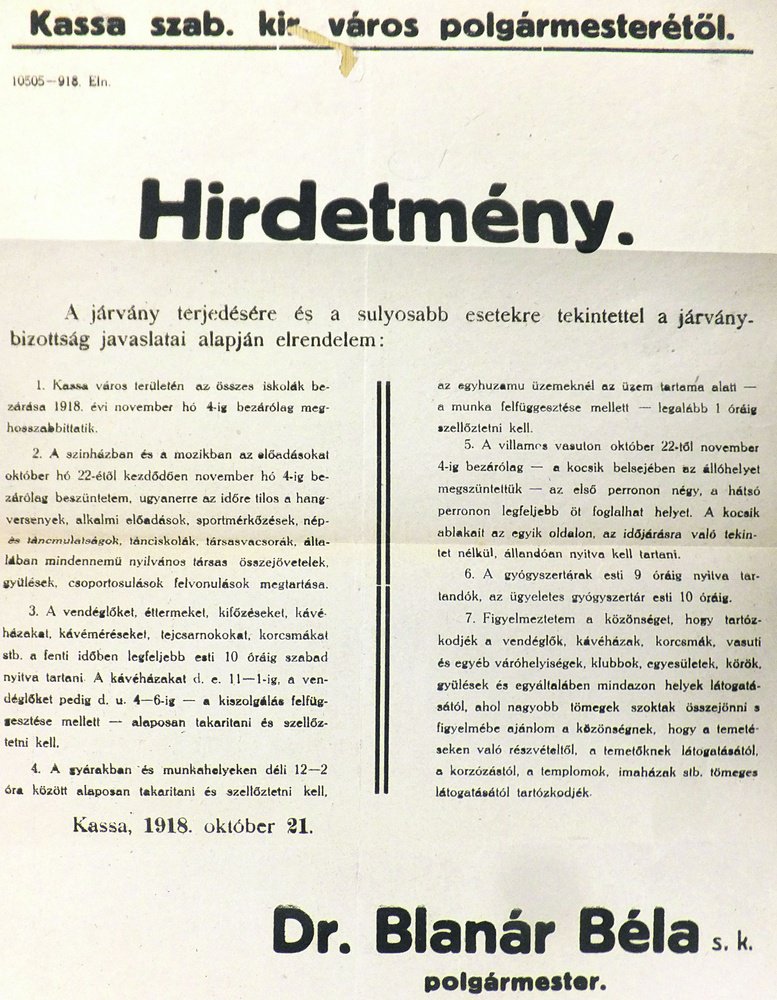 Kassa szab. kir. város polgármesterétől.
10505—918. Eln.
Hirdetmény.
A járvány terjedésére és a sulyosabb esetekre tekintettel a járvány-
bizottság javaslatai alapján elrendelem:
1. Kassa város területén az összes iskolák be-
zárása 1918. évi november hó 4-ig bezárólag meg-
hosszabbittatik.
2. A szinházban és a mozikban az előadásokat
október hó 22-étől kezdődően november hó 4-ig be-
zárólag beszüntetem, ugyanerre az időre tilos a hang-
versenyek, alkalmi előadások, sportmérkőzések, nép-
és táncmulatságok, tánciskolák, társasvacsorák, álta-
lában mindennemü nyilvános társas összejövetelek,
gyülések, csoportosulások felvonulások megtartása.
3. A vendéglőket, éttermeket, kifőzéseket, kávé-
házakat, kávéméréseket, tejcsarnokokat, korcsmákat
stb. a fenti időben legfeljebb esti 10 óráig szabad
nyitva tartani. A kávéházakat d. e. 11—1-ig, a ven-
déglőket pedig d. u. 4—6-ig — a kiszolgálás felfüg-
gesztése mellett — alaposan takaritani és szellőz-
tetni kell.
4. A gyárakban és munkahelyeken déli 12—2
óra között alaposan takaritani és szellőztetni kell,
az egyhuzamu üzemeknél az üzem tartama alatt —
a munka felfüggesztése mellett — legalább 1 óráig
szellőztetni kell.
5. A villamos vasuton október 22-től november
4-ig bezárólag — a kocsik belsejében az állóhelyet
megszüntettük — az első perronon négy, a hátsó
perronon legfeljebb öt foglalhat helyet. A kocsik
ablakait az egyik oldalon, az időjárásra való tekin-
tet nélkül, állandóan nyitva kell tartani.
6. A gyógyszertárak esti 9 óráig nyitva tar-
tandók, az ügyeletes gyógyszertár esti 10 óráig.
7. Figyelmeztetem a közönséget, hogy tartóz-
kodjék a vendéglők, kávéházak, korcsmák, vasuti
és egyéb váróhelyiségek, klubbok, egyesületek, körök,
gyülések és egyáltalában mindazon helyek látogatá-
sától, ahol nagyobb tömegek szoktak összejönni s
figyelmébe ajánlom a közönségnek, hogy a temeté-
seken való részvételtől, a temetőknek látogatásától,
a korzózástól, a templomok, imaházak stb. tömeges
látogatásától tartózkodjék.
Kassa, 1918. október 21.
Dr. Blanár Béla s. k.
polgármester.